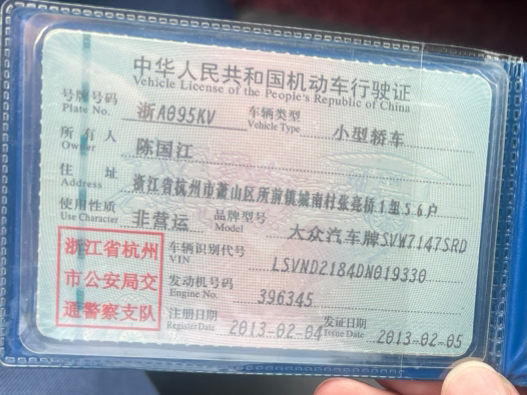 中华人民共和国机动车行驶证
Vehicle License of the People's Republic of China
号牌号码 浙A095KV 车辆类型 小型轿车
Plate No. Vehicle Type
所有人 陈国江
Owner
住址 浙江省杭州市萧山区所前镇城南村张亮桥1组56户
Address
使用性质 非营运 品牌型号 大众汽车牌SVW7147SRD
Use Character Model
浙江省杭州
市公安局交
通警察支队
车辆识别代号 LSVND2184DN019330
VIN
发动机号码 396345
Engine No.
注册日期 2013-02-04 发证日期 2013-02-05
Register Date Issue Date